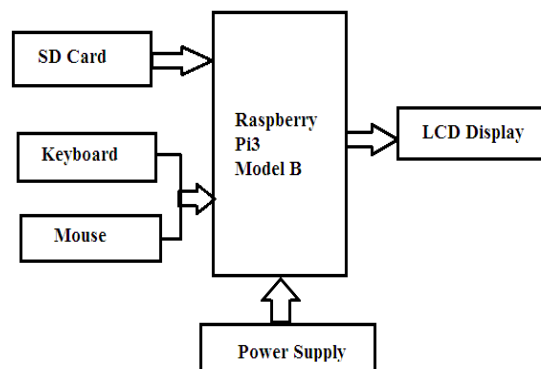 SD Card
Keyboard
Mouse
Raspberry
Pi3
Model B
LCD Display
Power Supply